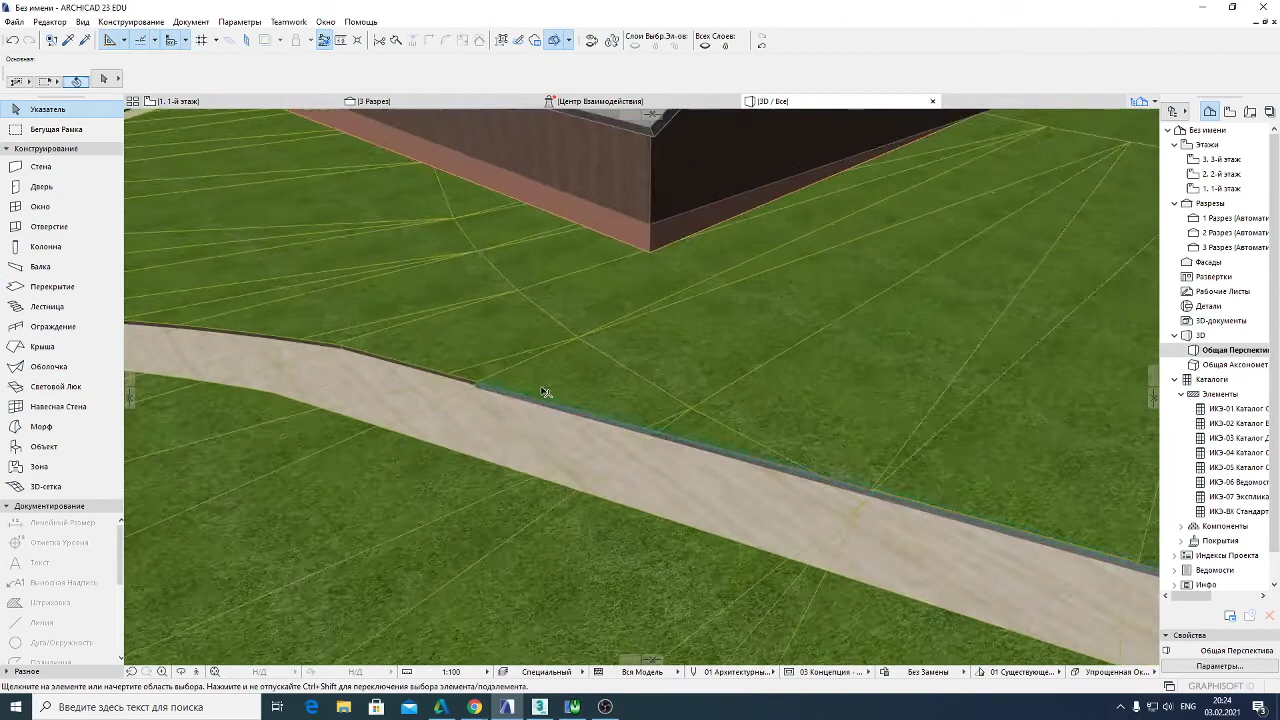 Без имени - ARCHICAD 23 EDU
Файл Редактор Вид Конструирование Документ Параметры Teamwork Окно Помощь
Слои Выбр.Эл-ов:
Всех Слоев:
Основная:
[1. 1-й этаж]
[3 Разрез]
[Центр Взаимодействия]
[3D / Все]
Указатель
Бегущая Рамка
Конструирование
Стена
Дверь
Окно
Отверстие
Колонна
Балка
Перекрытие
Лестница
Ограждение
Крыша
Оболочка
Световой Люк
Навесная Стена
Морф
Объект
Зона
3D-сетка
Документирование
Линейный Размер
Отметка Уровня
Текст
Выносная Надпись
Штриховка
Линия
Дуга/Окружность
Разное
Без имени
Этажи
3. 3-й этаж
2. 2-й этаж
1. 1-й этаж
Разрезы
1 Разрез (Автомати
2 Разрез (Автомати
3 Разрез (Автомати
Фасады
Развёртки
Рабочие Листы
Детали
3D-документы
3D
Общая Перспекти
Общая Аксономет
Каталоги
Элементы
ИКЭ-01 Каталог С
ИКЭ-02 Каталог
ИКЭ-03 Каталог Д
ИКЭ-04 Каталог
ИКЭ-05 Каталог
ИКЭ-06 Ведомост
ИКЭ-07 Эксплика
ИКЭ-ВХ Стандарт
Компоненты
Покрытия
Индексы Проекта
Ведомости
Инфо
Свойства
Общая Перспектива
Параметры...
Н/Д
Н/Д
1:100
Специальный
Вся Модель
01 Архитектурны...
03 Концепция - ...
Без Замены
01 Существующе...
Упрощенная Ок...
Щелкните на элементе или начертите область выбора. Нажмите и не отпускайте Ctrl+Shift для переключения выбора элемента/подэлемента.
GRAPHISOFT
Введите здесь текст для поиска
20:24
03.02.2021